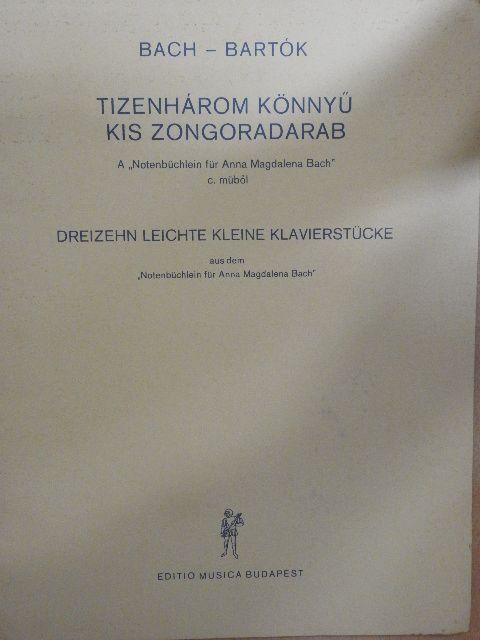 BACH – BARTÓK
TIZENHÁROM KÖNNYŰ
KIS ZONGORADARAB
A „Notenbüchlein für Anna Magdalena Bach”
c. műből
DREIZEHN LEICHTE KLEINE KLAVIERSTÜCKE
aus dem
„Notenbüchlein für Anna Magdalena Bach”
EDITIO MUSICA BUDAPEST